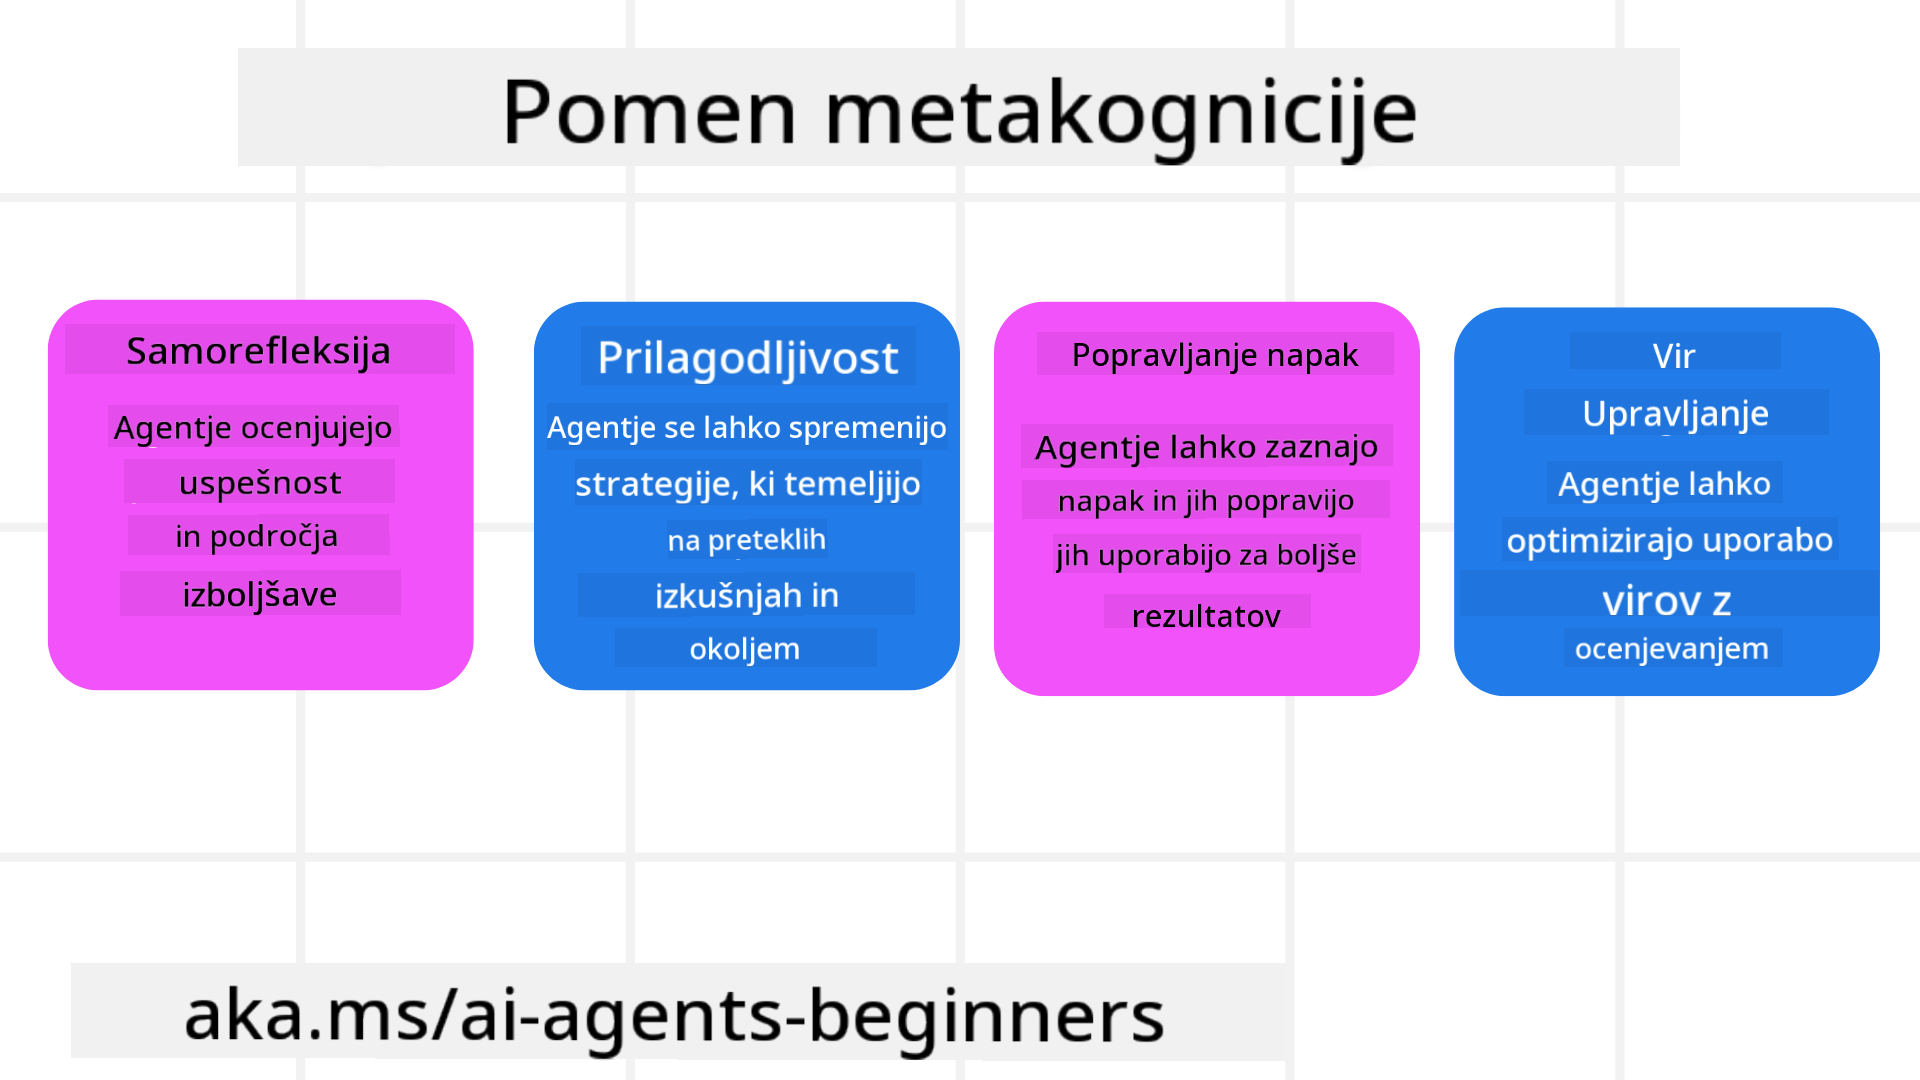 Pomen metakognicije
Samorefleksija
Agentje ocenjujejo
uspešnost
in področja
izboljšave
Prilagodljivost
Agentje se lahko spremenijo
strategije, ki temeljijo
na preteklih
izkušnjah in
okoljem
Popravljanje napak
Agentje lahko zaznajo
napak in jih popravijo
jih uporabijo za boljše
rezultatov
Vir
Upravljanje
Agentje lahko
optimizirajo uporabo
virov z
ocenjevanjem
aka.ms/ai-agents-beginners